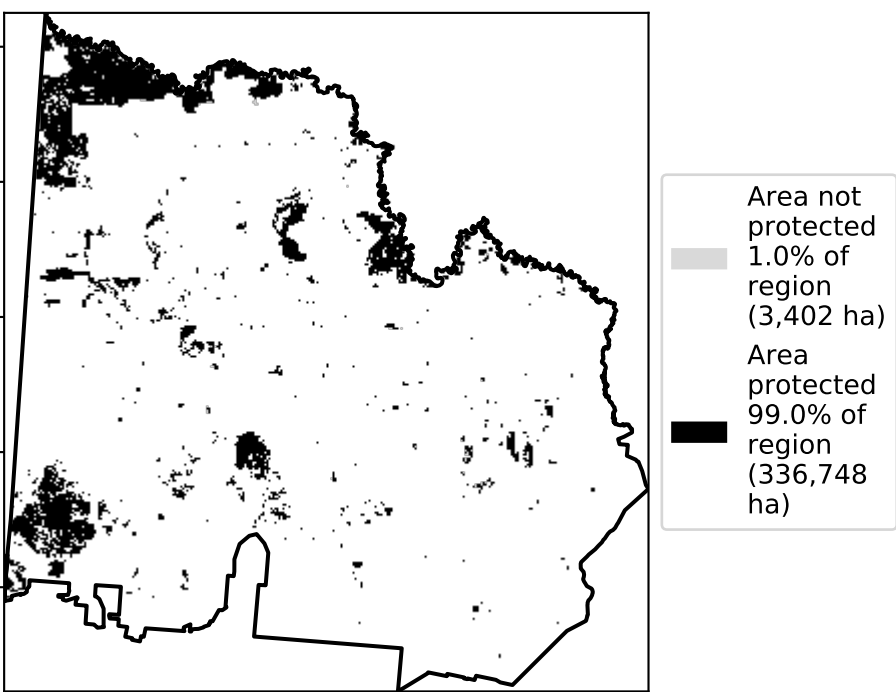 Area not
protected
1.0% of
region
(3,402 ha)
Area
protected
99.0% of
region
(336,748
ha)